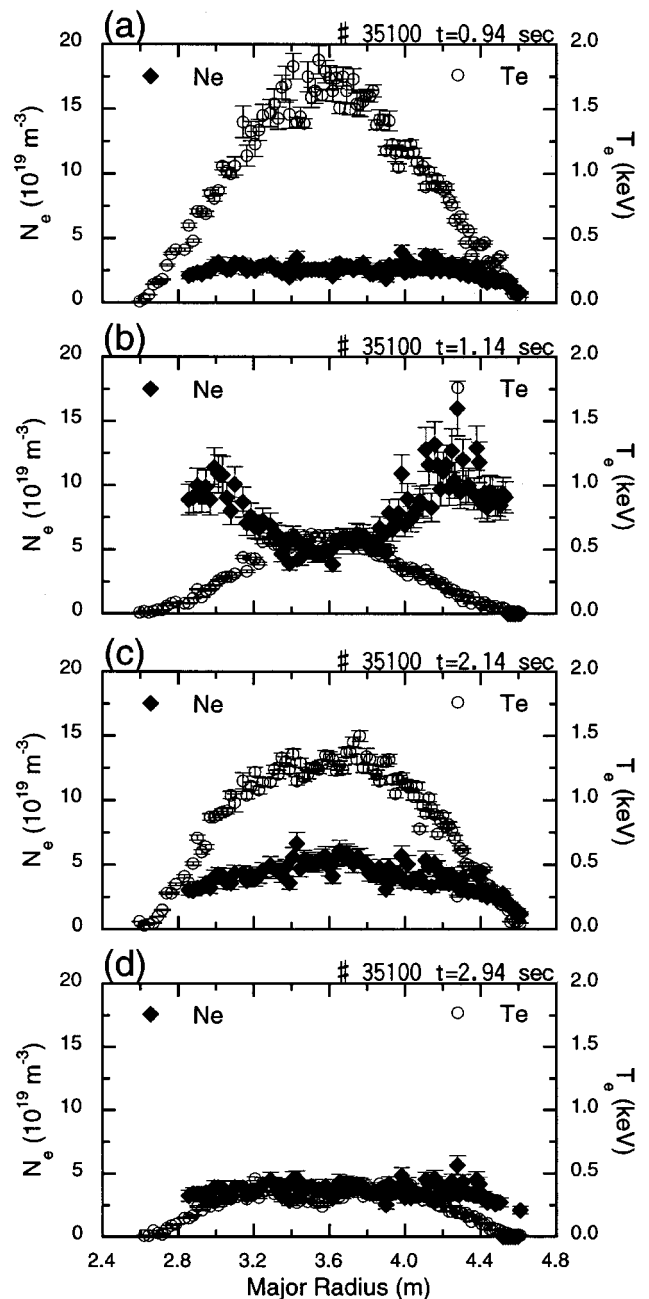 (a)
# 35100 t=0.94 sec
20
15
10
5
0
N_e (10^19 m^-3)
Ne
Te
2.0
1.5
1.0
0.5
0.0
T_e (keV)
(b)
# 35100 t=1.14 sec
20
15
10
5
0
N_e (10^19 m^-3)
Ne
Te
2.0
1.5
1.0
0.5
0.0
T_e (keV)
(c)
# 35100 t=2.14 sec
20
15
10
5
0
N_e (10^19 m^-3)
Ne
Te
2.0
1.5
1.0
0.5
0.0
T_e (keV)
(d)
# 35100 t=2.94 sec
20
15
10
5
0
N_e (10^19 m^-3)
Ne
Te
2.0
1.5
1.0
0.5
0.0
T_e (keV)
2.4 2.8 3.2 3.6 4.0 4.4 4.8
Major Radius (m)